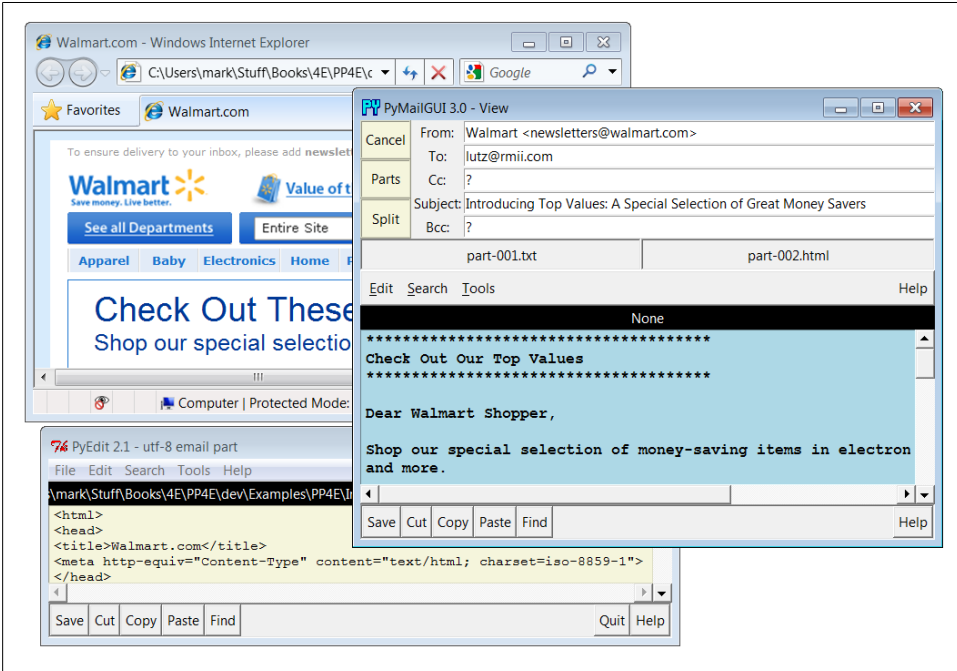 Walmart.com - Windows Internet Explorer
C:\Users\mark\Stuff\Books\4E\PP4E\c
Google
Favorites
Walmart.com
To ensure delivery to your inbox, please add newslett
Walmart
Save money. Live better.
Value of t
See all Departments
Entire Site
Apparel Baby Electronics Home F
Check Out These
Shop our special selectio
Computer | Protected Mode:
PY PyMailGUI 3.0 - View
Cancel
Parts
Split
From: Walmart <newsletters@walmart.com>
To: lutz@rmii.com
Cc: ?
Subject: Introducing Top Values: A Special Selection of Great Money Savers
Bcc: ?
part-001.txt part-002.html
Edit Search Tools Help
None
**************************************
Check Out Our Top Values
**************************************
Dear Walmart Shopper,
Shop our special selection of money-saving items in electron
and more.
Save Cut Copy Paste Find Help
PyEdit 2.1 - utf-8 email part
File Edit Search Tools Help
s\mark\Stuff\Books\4E\PP4E\dev\Examples\PP4E\In
<html>
<head>
<title>Walmart.com</title>
<meta http-equiv="Content-Type" content="text/html; charset=iso-8859-1">
</head>
Save Cut Copy Paste Find Quit Help